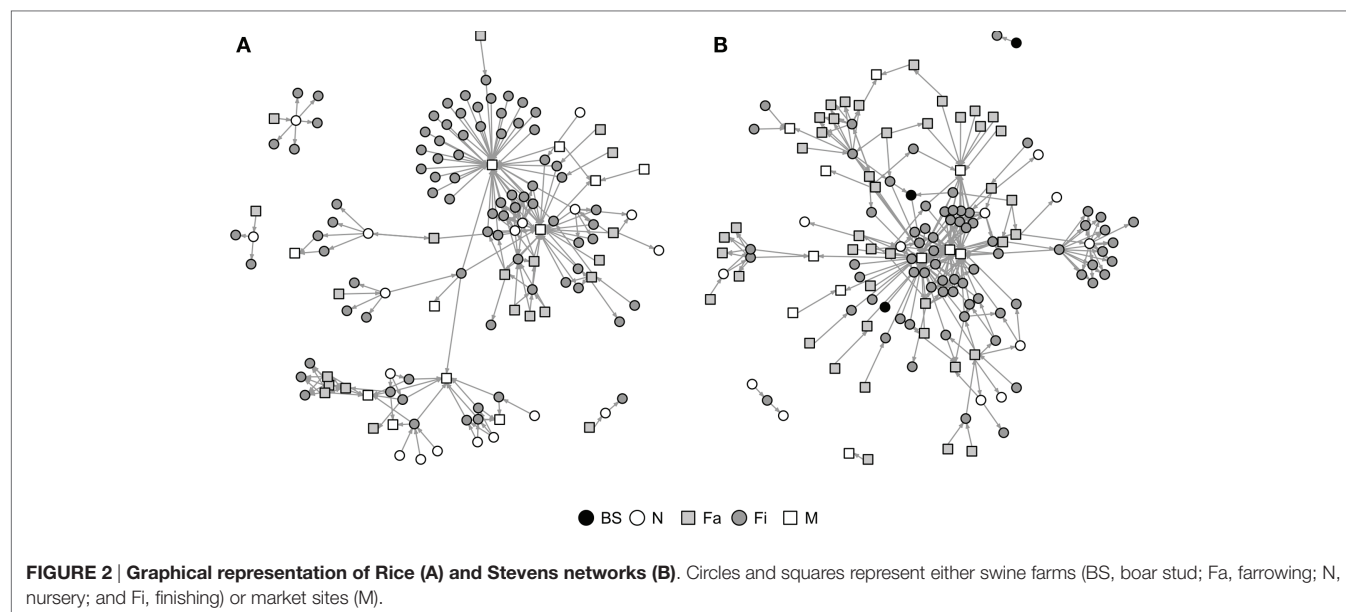 A
B
BS N Fa Fi M
FIGURE 2 | Graphical representation of Rice (A) and Stevens networks (B). Circles and squares represent either swine farms (BS, boar stud; Fa, farrowing; N,
nursery; and Fi, finishing) or market sites (M).